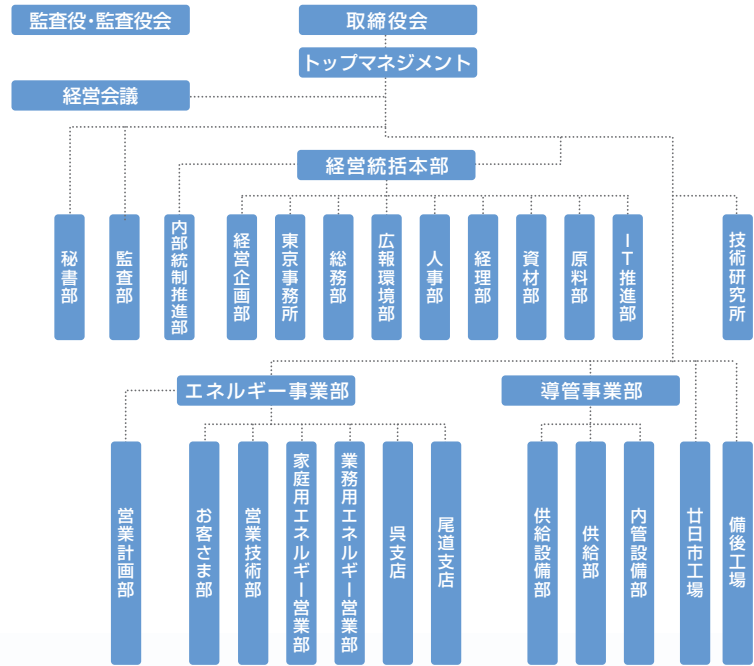 監査役・監査役会
取締役会
トップマネジメント
経営会議
経営統括本部
秘書部
監査部
内部統制推進部
経営企画部
東京事務所
総務部
広報環境部
人事部
経理部
資材部
原料部
IT推進部
技術研究所
エネルギー事業部
導管事業部
営業計画部
お客さま部
営業技術部
家庭用エネルギー営業部
業務用エネルギー営業部
呉支店
尾道支店
供給設備部
供給部
内管設備部
廿日市工場
備後工場